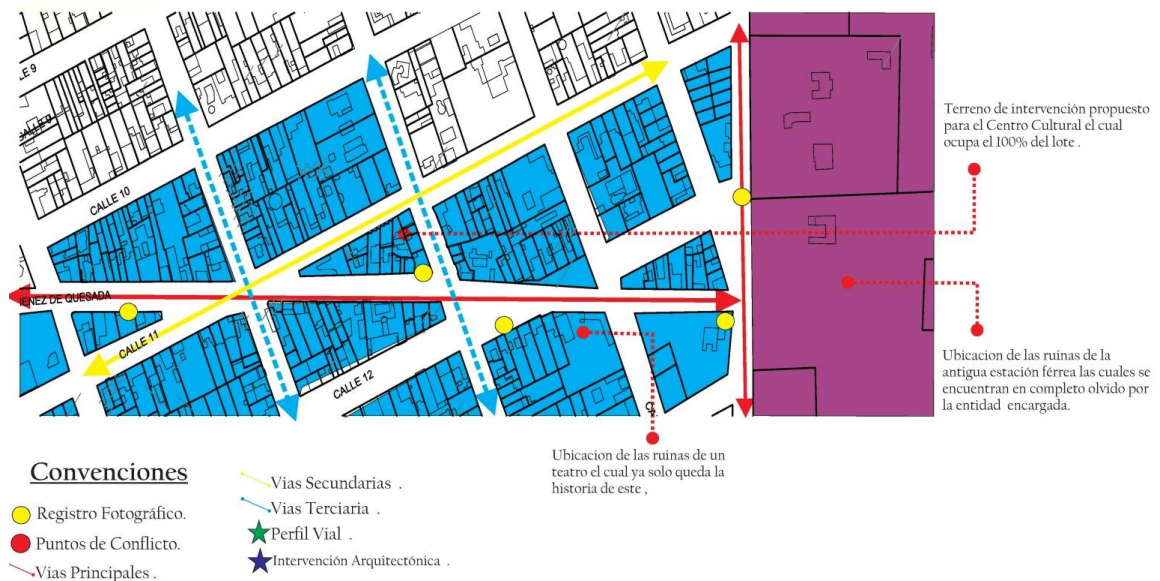 LE 9
CALLE 9
CALLE 10
ENEZ DE QUESADA
CALLE 11
CALLE 12
Terreno de intervención propuesto
para el Centro Cultural el cual
ocupa el 100% del lote .
Ubicacion de las ruinas de la
antigua estación férrea las cuales se
encuentran en completo olvido por
la entidad encargada.
Ubicacion de las ruinas de un
teatro el cual ya solo queda la
historia de este ,
Convenciones
Registro Fotográfico.
Puntos de Conflicto.
Vias Principales .
Vias Secundarias .
Vias Terciaria .
Perfil Vial .
Intervención Arquitectónica .